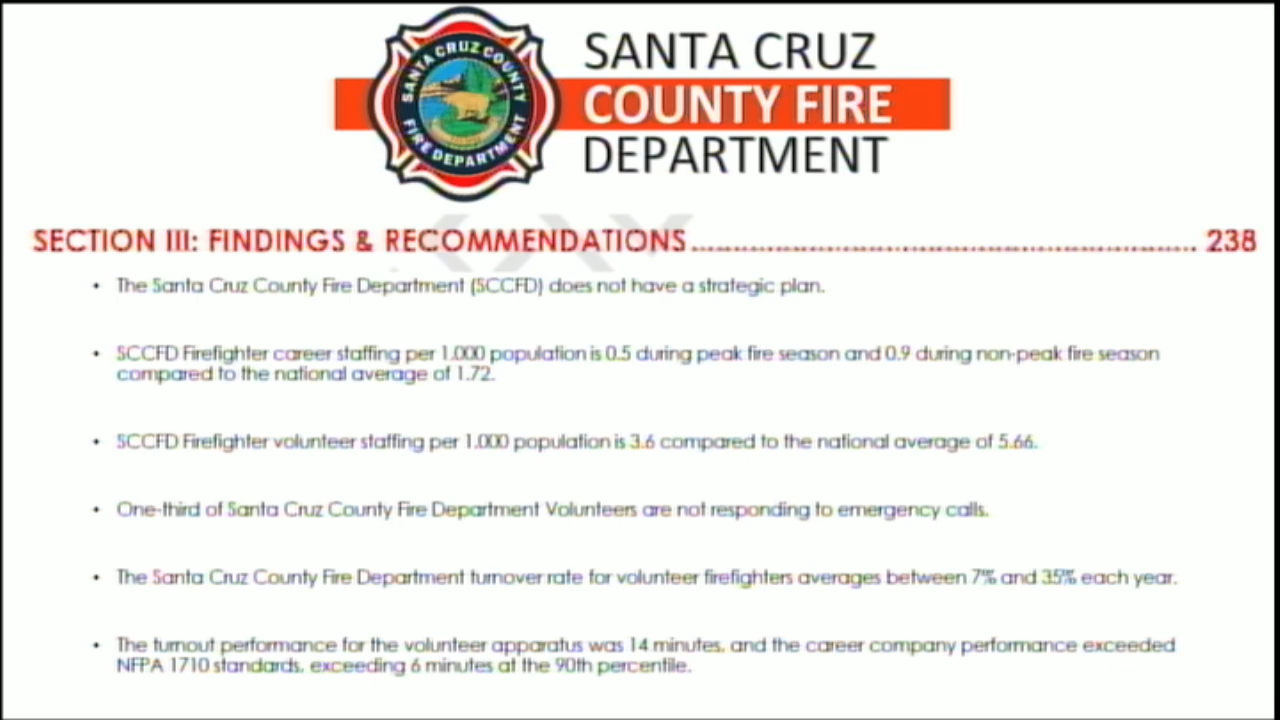 SANTA CRUZ COUNTY
FIRE DEPARTMENT
SANTA CRUZ
COUNTY FIRE
DEPARTMENT
SECTION III: FINDINGS & RECOMMENDATIONS........................................................ 238
• The Santa Cruz County Fire Department (SCCFD) does not have a strategic plan.
• SCCFD Firefighter career staffing per 1,000 population is 0.5 during peak fire season and 0.9 during non-peak fire season
compared to the national average of 1.72.
• SCCFD Firefighter volunteer staffing per 1,000 population is 3.6 compared to the national average of 5.66.
• One-third of Santa Cruz County Fire Department Volunteers are not responding to emergency calls.
• The Santa Cruz County Fire Department turnover rate for volunteer firefighters averages between 7% and 35% each year.
• The turnout performance for the volunteer apparatus was 14 minutes, and the career company performance exceeded
NFPA 1710 standards, exceeding 6 minutes at the 90th percentile.